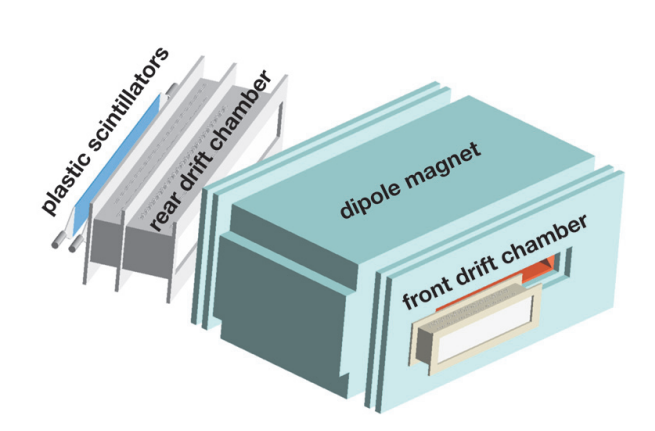 plastic scintillators
rear drift chamber
dipole magnet
front drift chamber